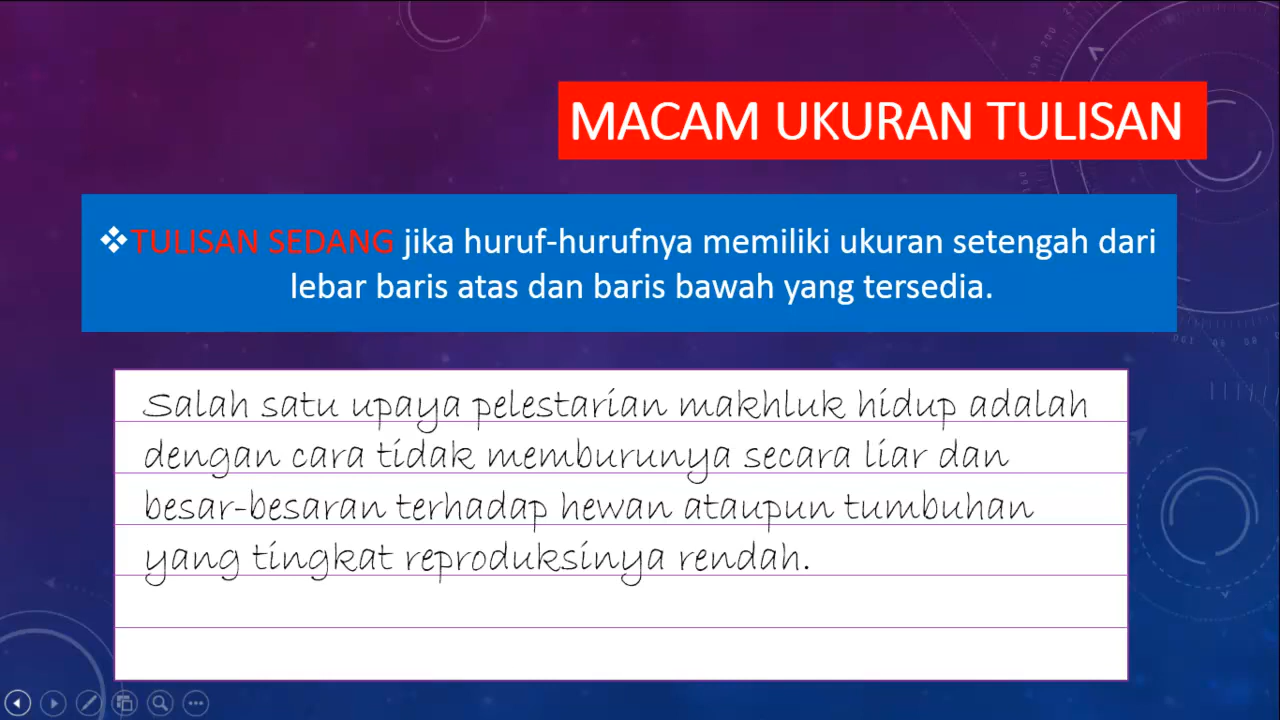 MACAM UKURAN TULISAN
❖TULISAN SEDANG jika huruf-hurufnya memiliki ukuran setengah dari
lebar baris atas dan baris bawah yang tersedia.
Salah satu upaya pelestarian makhluk hidup adalah
dengan cara tidak memburunya secara liar dan
besar-besaran terhadap hewan ataupun tumbuhan
yang tingkat reproduksinya rendah.